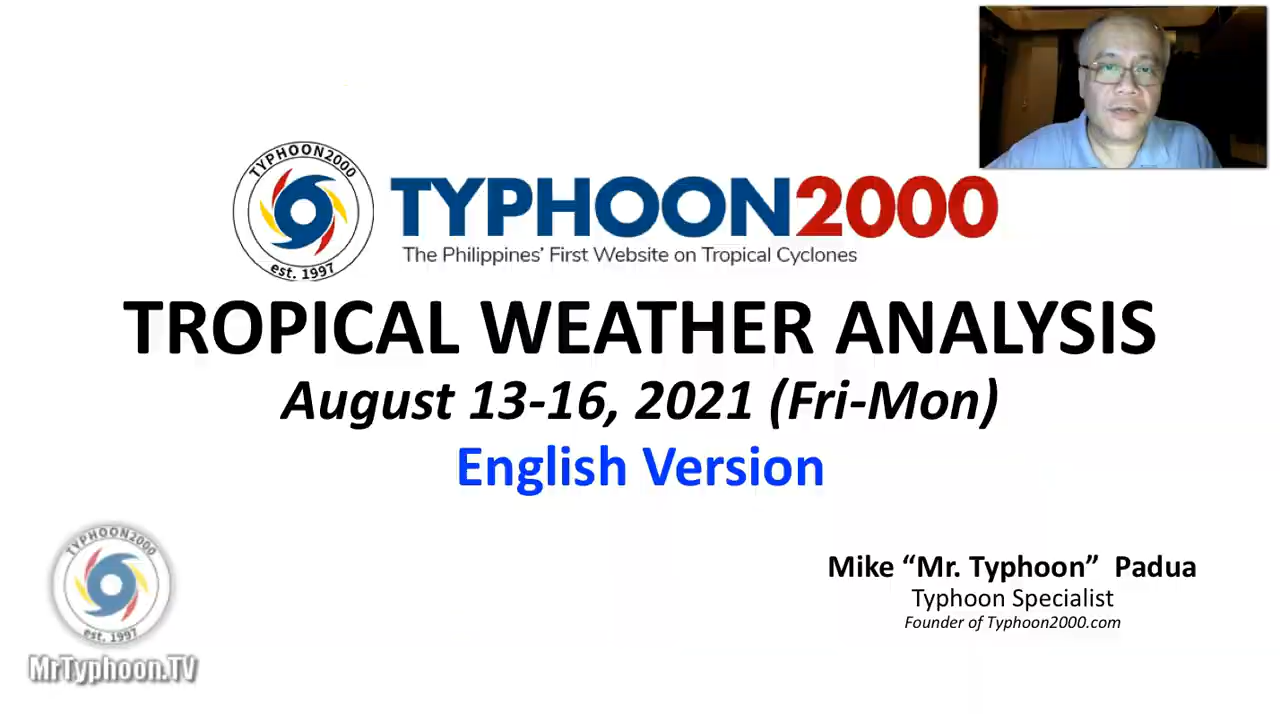 TYPHOON2000
est. 1997
TYPHOON2000
The Philippines' First Website on Tropical Cyclones
TROPICAL WEATHER ANALYSIS
August 13-16, 2021 (Fri-Mon)
English Version
Mike “Mr. Typhoon” Padua
Typhoon Specialist
Founder of Typhoon2000.com
TYPHOON2000
est. 1997
MrTyphoon.TV